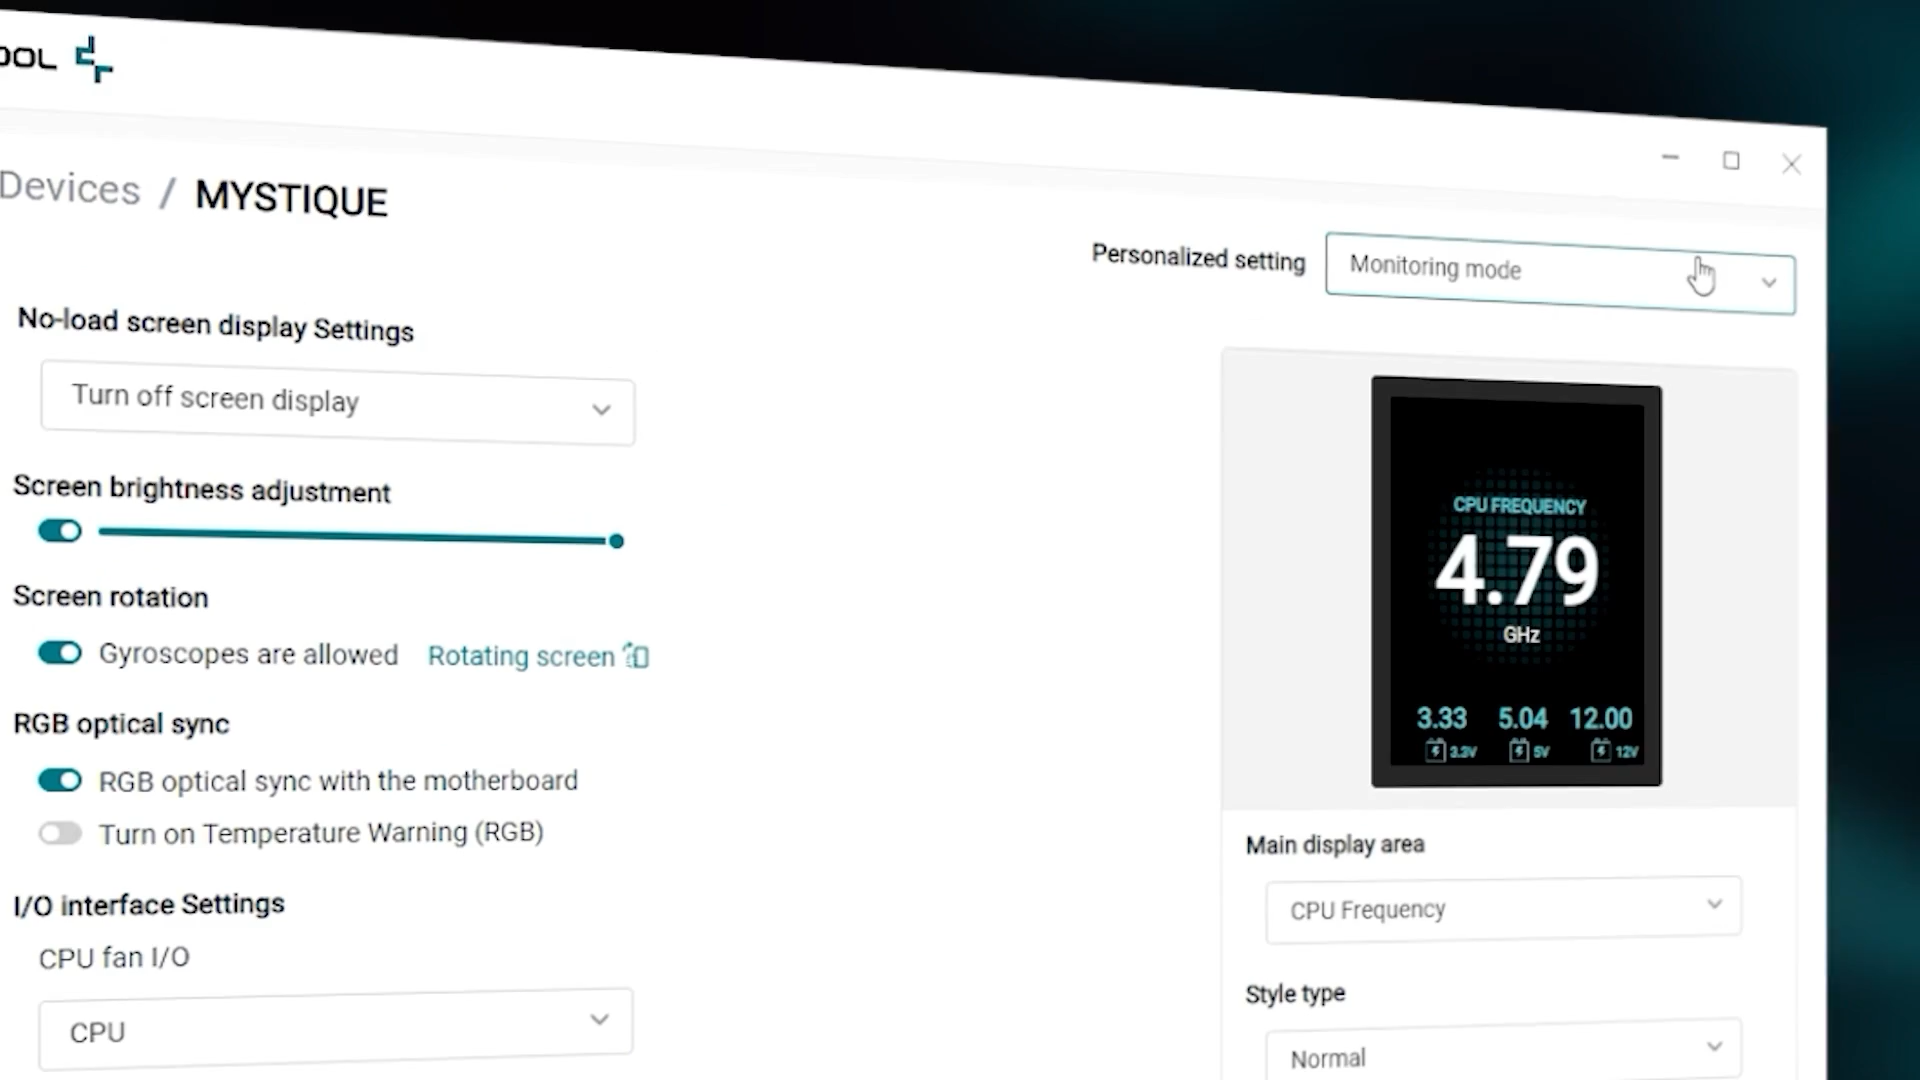 OOL
Devices / MYSTIQUE
Personalized setting
Monitoring mode
No-load screen display Settings
Turn off screen display
Screen brightness adjustment
Screen rotation
Gyroscopes are allowed
Rotating screen
RGB optical sync
RGB optical sync with the motherboard
Turn on Temperature Warning (RGB)
I/O interface Settings
CPU fan I/O
CPU
CPU FREQUENCY
4.79
GHz
3.33 5.04 12.00
3.3V 5V 12V
Main display area
CPU Frequency
Style type
Normal